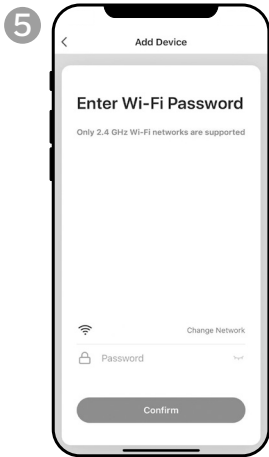 5
Add Device
Enter Wi-Fi Password
Only 2.4 GHz Wi-Fi networks are supported
Change Network
Password
Confirm